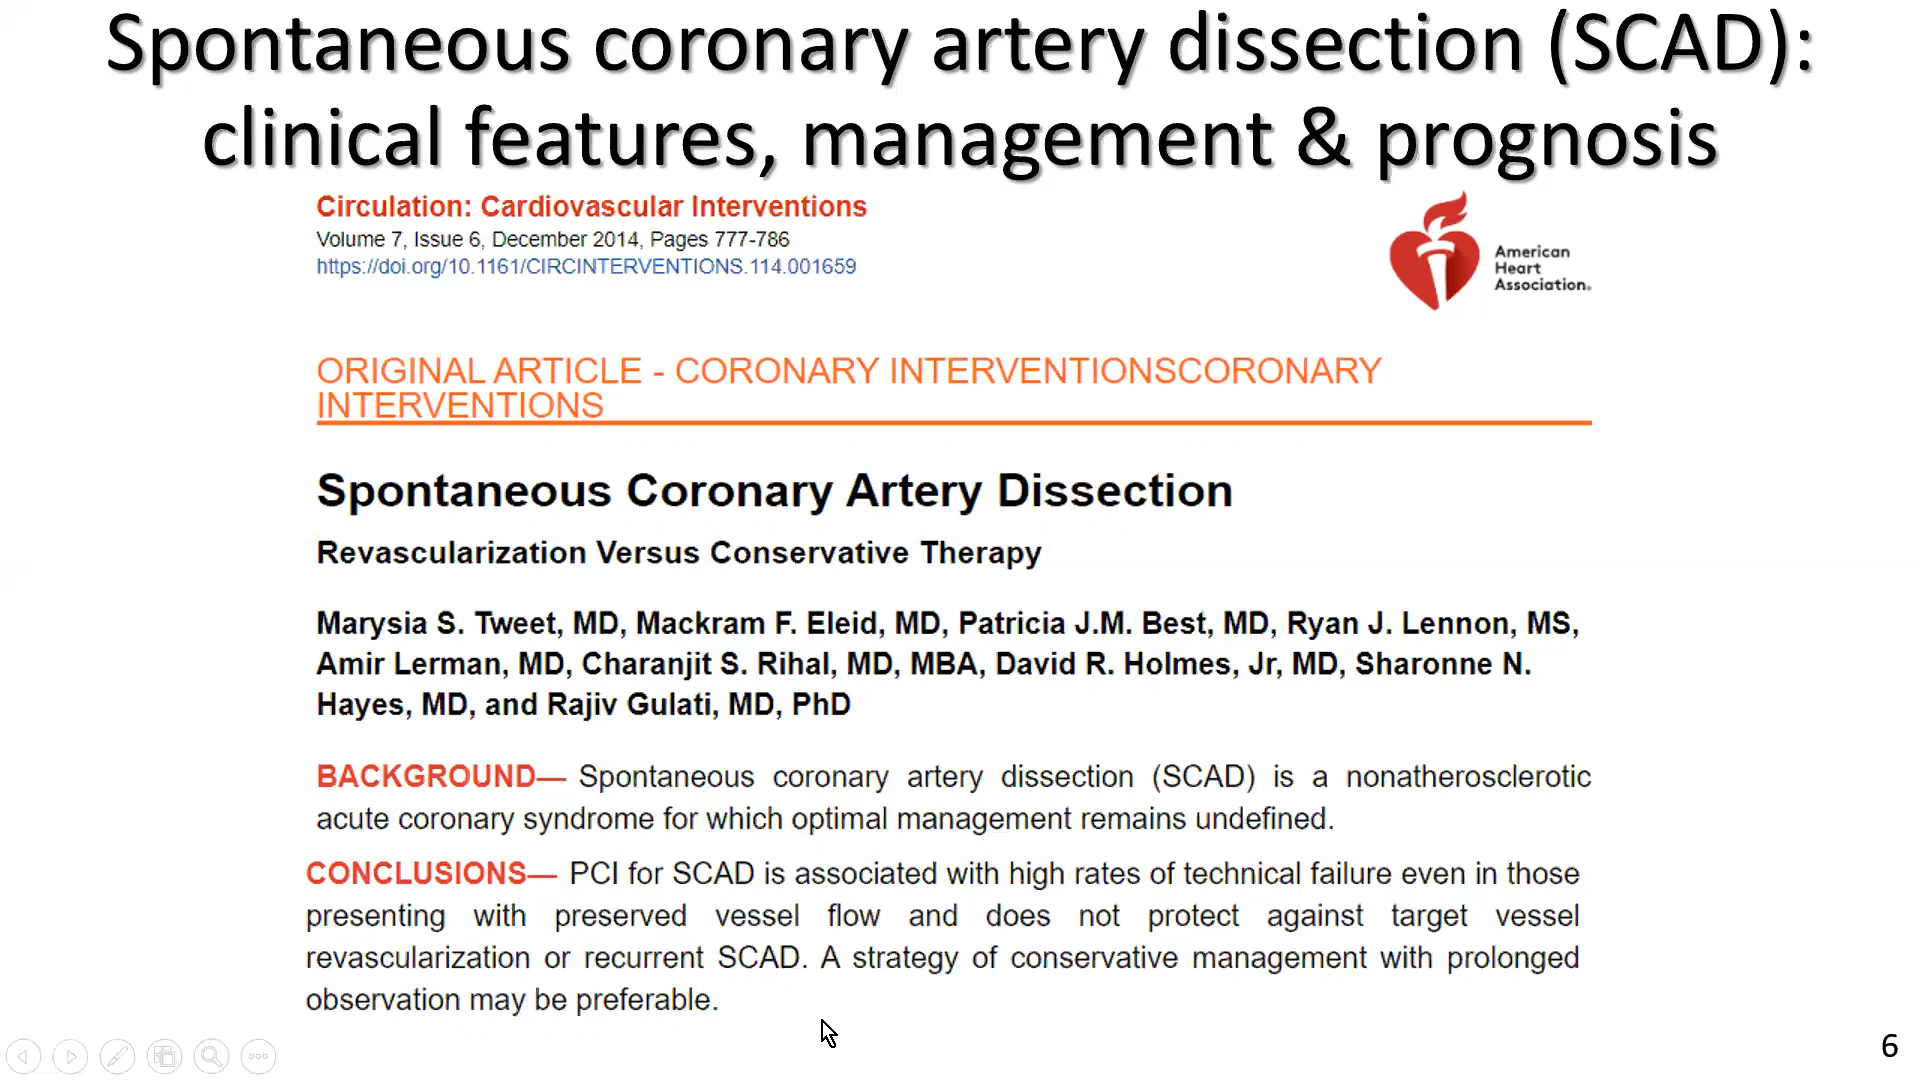 Spontaneous coronary artery dissection (SCAD):
clinical features, management & prognosis
Circulation: Cardiovascular Interventions
Volume 7, Issue 6, December 2014, Pages 777-786
https://doi.org/10.1161/CIRCINTERVENTIONS.114.001659
American
Heart
Association.
ORIGINAL ARTICLE - CORONARY INTERVENTIONSCORONARY
INTERVENTIONS
Spontaneous Coronary Artery Dissection
Revascularization Versus Conservative Therapy
Marysia S. Tweet, MD, Mackram F. Eleid, MD, Patricia J.M. Best, MD, Ryan J. Lennon, MS,
Amir Lerman, MD, Charanjit S. Rihal, MD, MBA, David R. Holmes, Jr, MD, Sharonne N.
Hayes, MD, and Rajiv Gulati, MD, PhD
BACKGROUND— Spontaneous coronary artery dissection (SCAD) is a nonatherosclerotic
acute coronary syndrome for which optimal management remains undefined.
CONCLUSIONS— PCI for SCAD is associated with high rates of technical failure even in those
presenting with preserved vessel flow and does not protect against target vessel
revascularization or recurrent SCAD. A strategy of conservative management with prolonged
observation may be preferable.
6